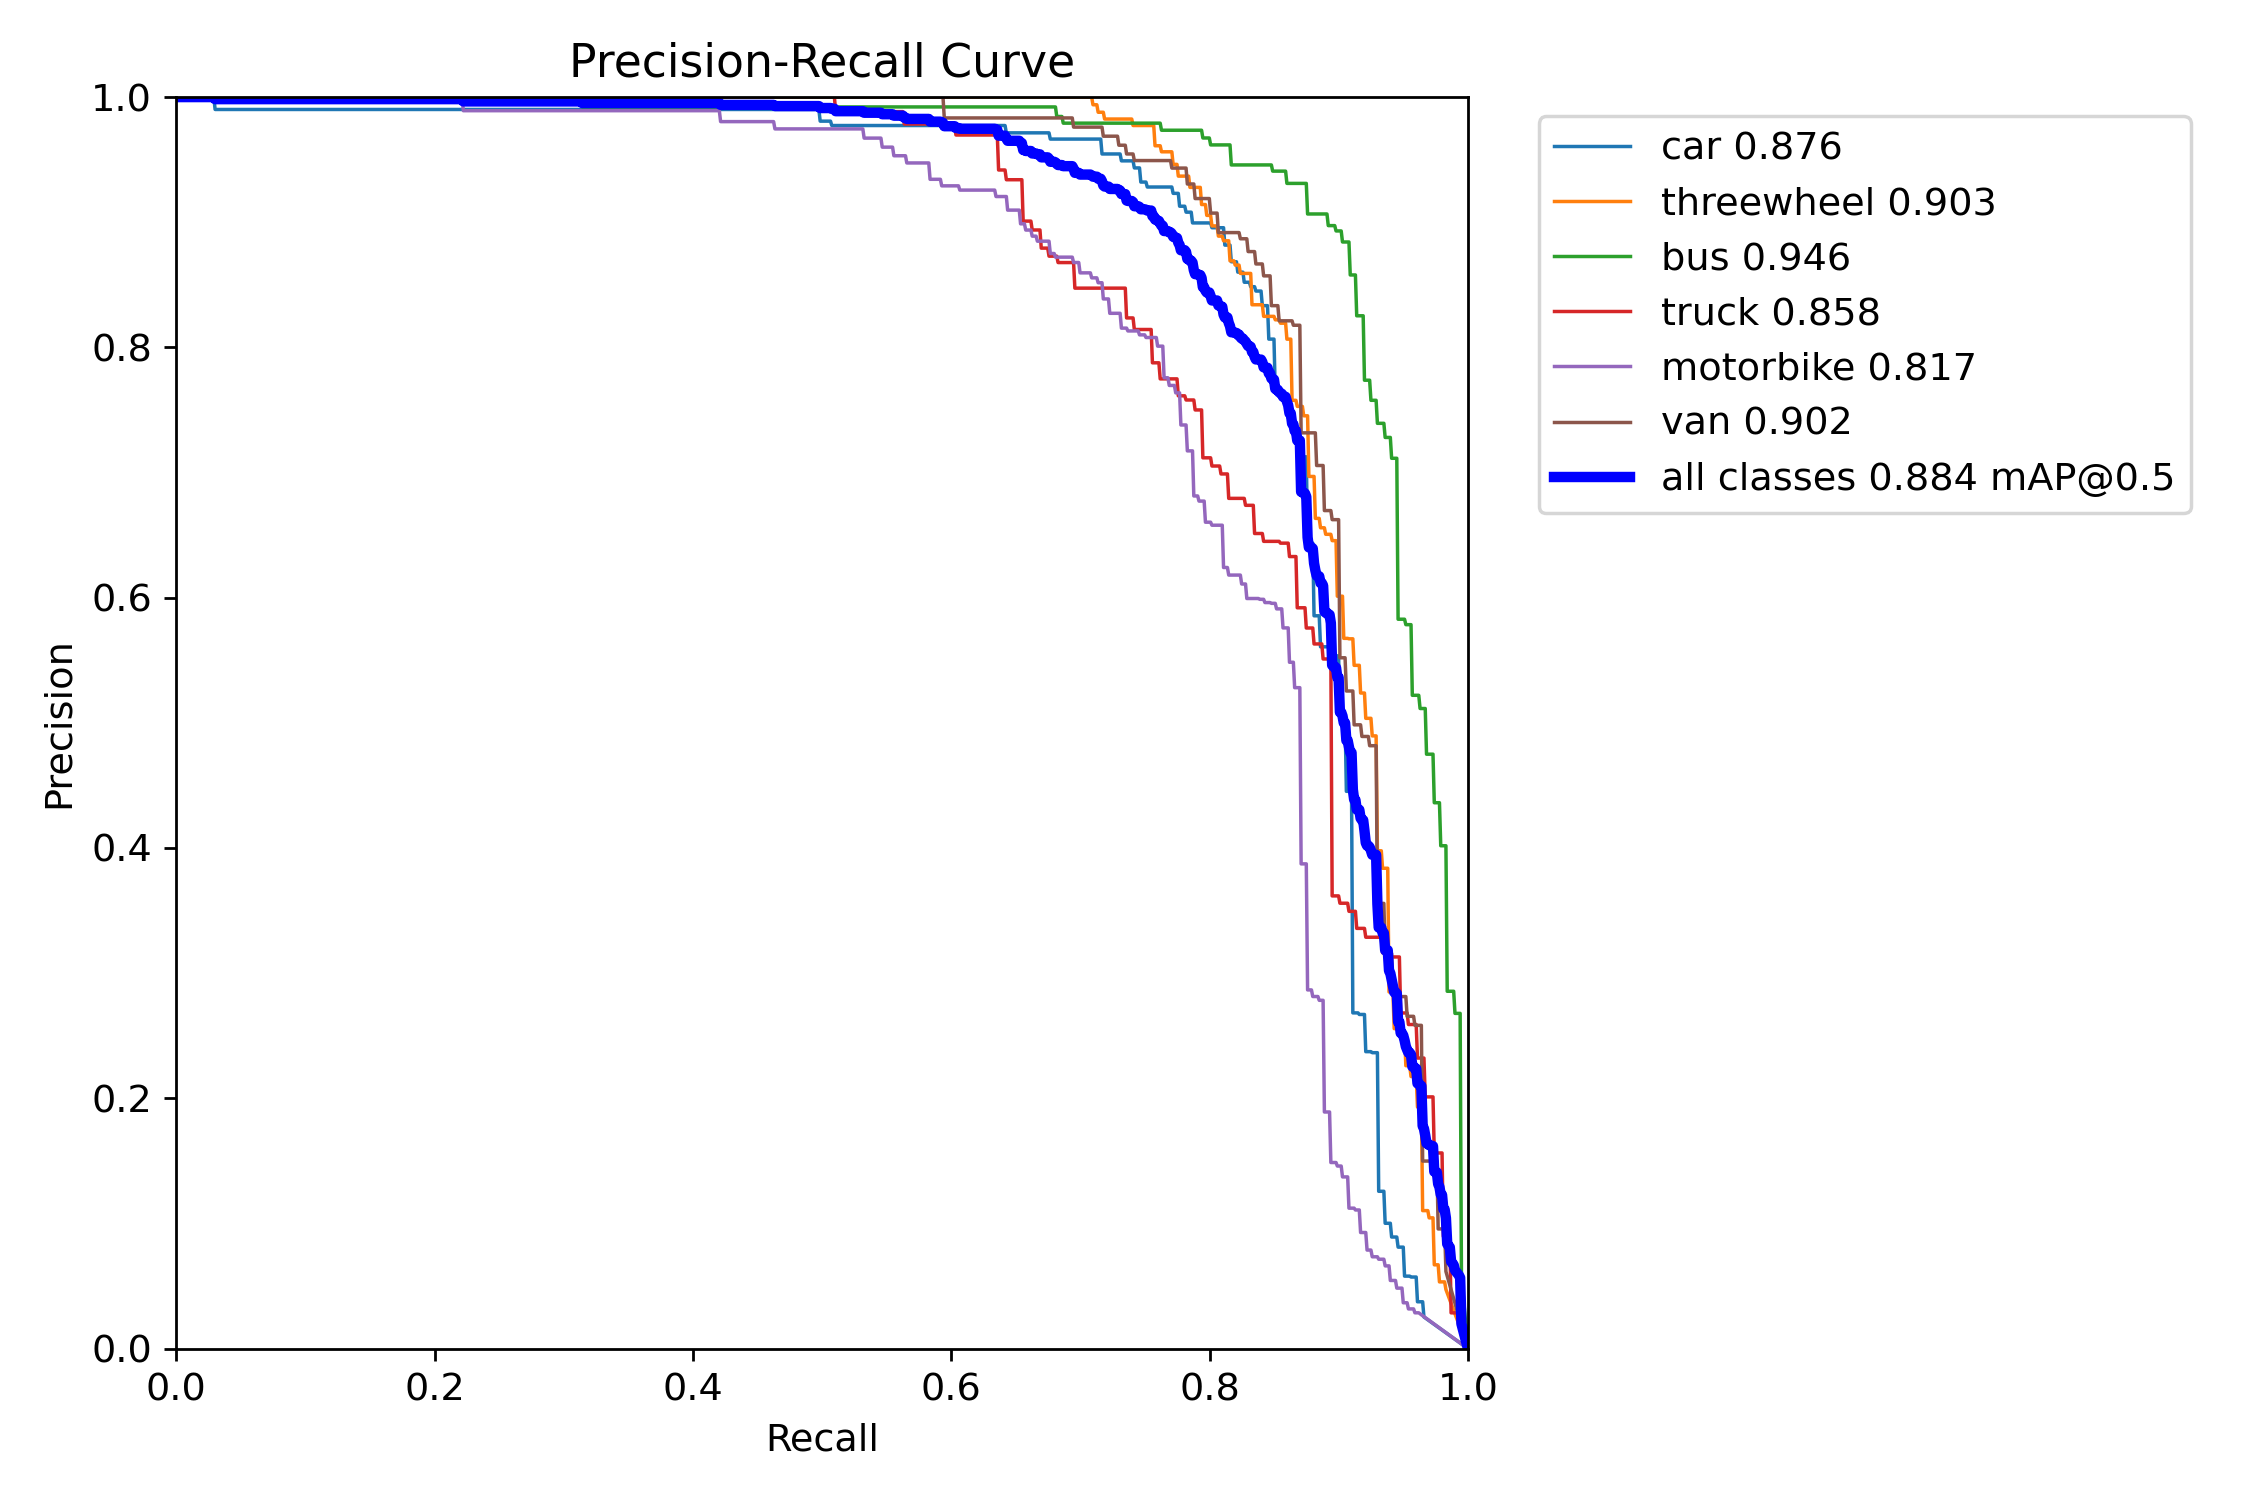 Precision-Recall Curve
1.0
0.8
0.6
0.4
0.2
0.0
Precision
0.0 0.2 0.4 0.6 0.8 1.0
Recall
car 0.876
threewheel 0.903
bus 0.946
truck 0.858
motorbike 0.817
van 0.902
all classes 0.884 mAP@0.5